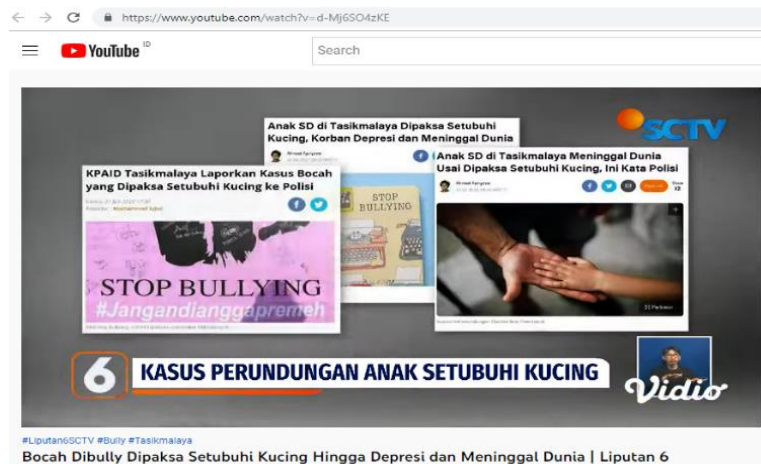 https://www.youtube.com/watch?v=d-Mj6SO4zKE
YouTube ID
Search
SCTV
Anak SD di Tasikmalaya Dipaksa Setubuhi
Kucing, Korban Depresi dan Meninggal Dunia
Anak SD di Tasikmalaya Meninggal Dunia
Usai Dipaksa Setubuhi Kucing, Ini Kata Polisi
KPAID Tasikmalaya Laporkan Kasus Bocah
yang Dipaksa Setubuhi Kucing ke Polisi
STOP
BULLYING
STOP BULLYING
#Jangandianggapremeh
6 KASUS PERUNDUNGAN ANAK SETUBUHI KUCING
Vidio
#Liputan6SCTV #Bully #Tasikmalaya
Bocah Dibully Dipaksa Setubuhi Kucing Hingga Depresi dan Meninggal Dunia | Liputan 6